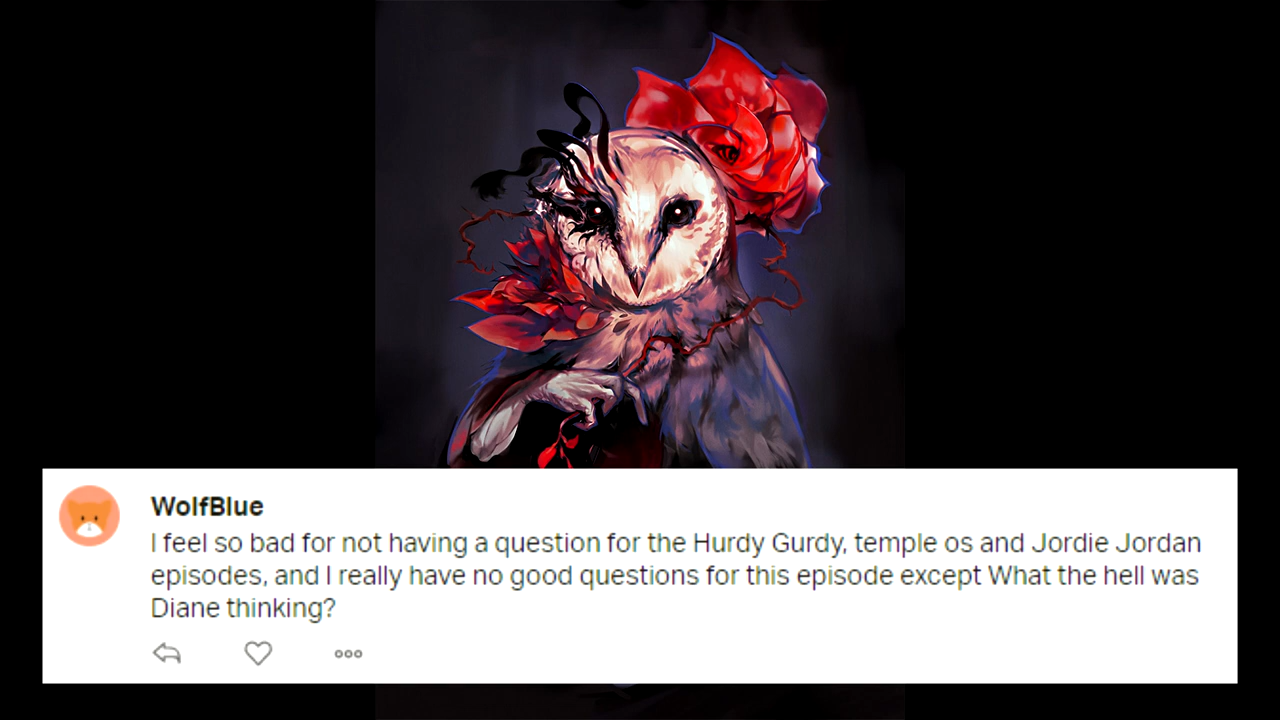 WolfBlue
I feel so bad for not having a question for the Hurdy Gurdy, temple os and Jordie Jordan
episodes, and I really have no good questions for this episode except What the hell was
Diane thinking?